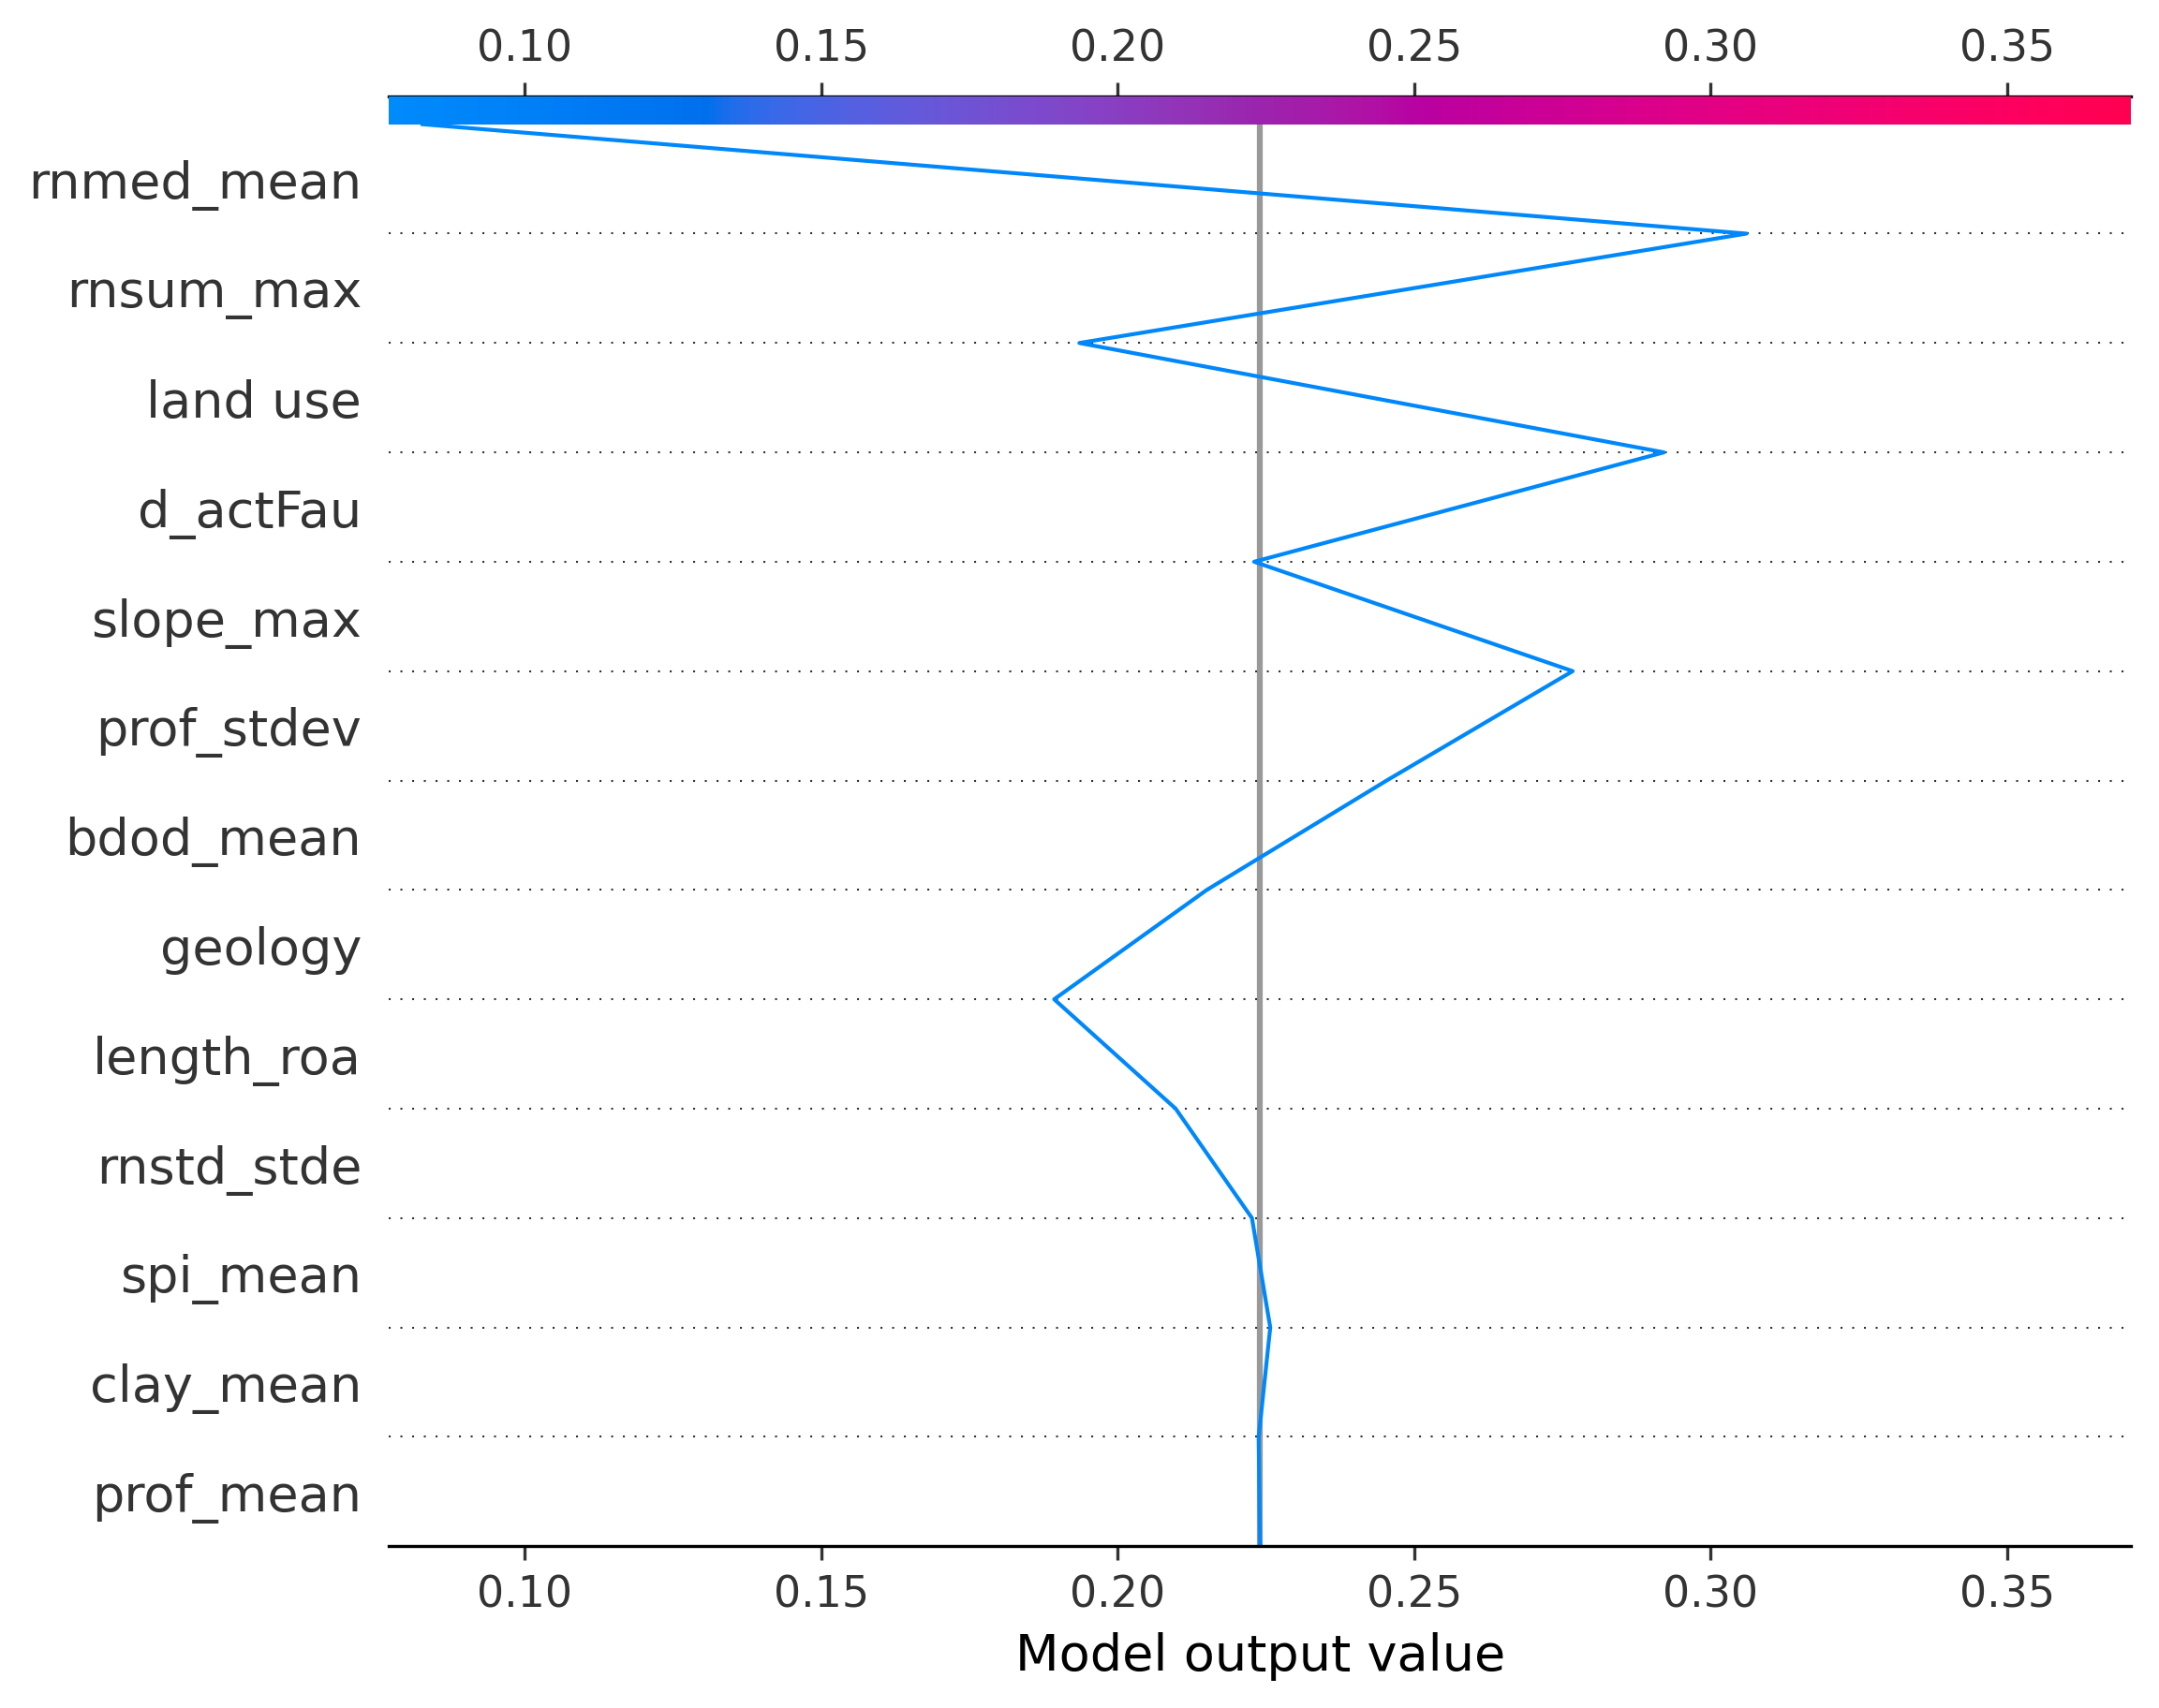 0.10 0.15 0.20 0.25 0.30 0.35
rnmed_mean
rnsum_max
land use
d_actFau
slope_max
prof_stdev
bdod_mean
geology
length_roa
rnstd_stde
spi_mean
clay_mean
prof_mean
0.10 0.15 0.20 0.25 0.30 0.35
Model output value